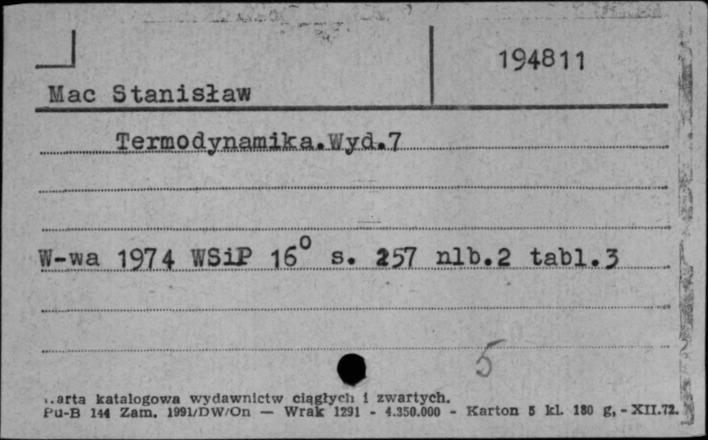 194811
Mac Stanisław
Termodynamika.Wyd.7
W-wa 1974 WSiP 16° s. 257 nlb.2 tabl.3
5
arta katalogowa wydawnictw ciągłych i zwartych.
Pu-B 144 Zam. 1991/DW/On — Wrak 1291 - 4.350.000 - Karton 5 kl. 180 g, - XII.72.